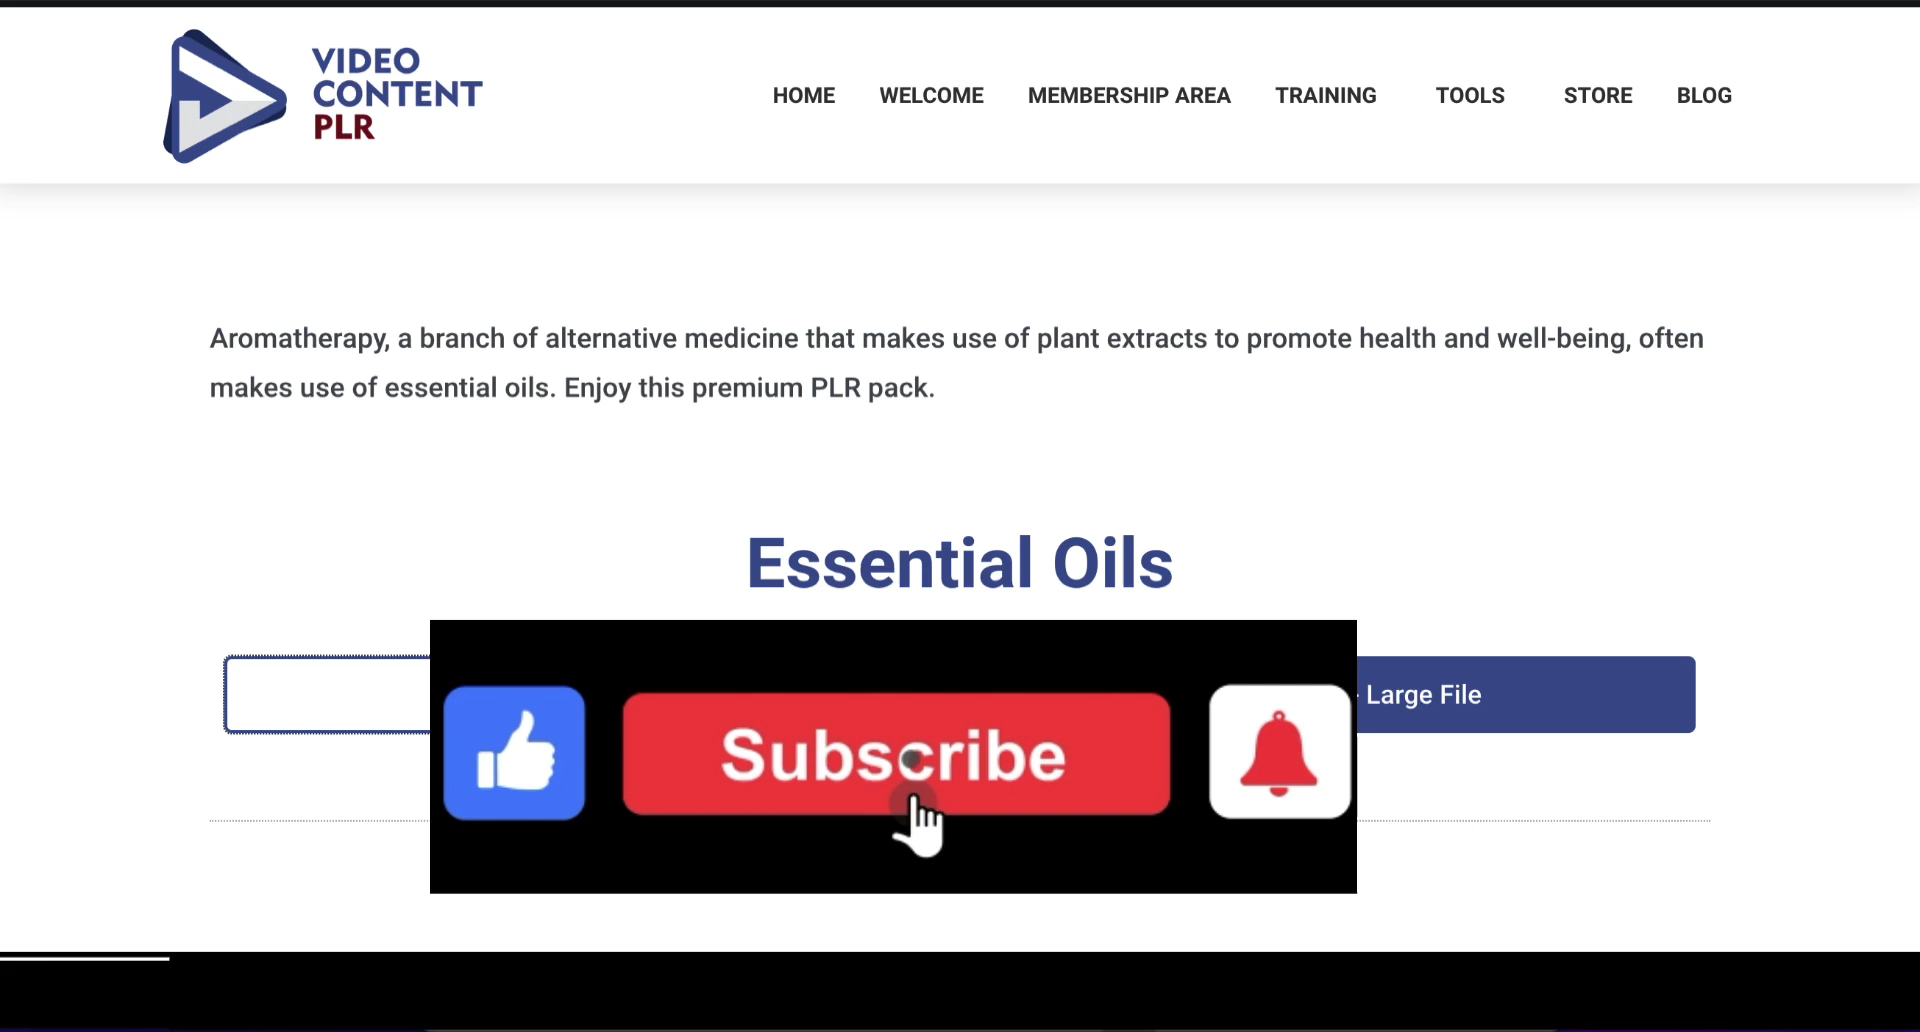 VIDEO
CONTENT
PLR
HOME WELCOME MEMBERSHIP AREA TRAINING TOOLS STORE BLOG
Aromatherapy, a branch of alternative medicine that makes use of plant extracts to promote health and well-being, often
makes use of essential oils. Enjoy this premium PLR pack.
Essential Oils
Large File
Subscribe